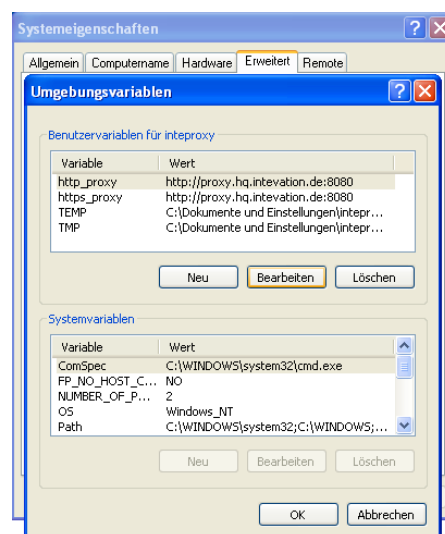 Systemeigenschaften
Allgemein Computername Hardware Erweitert Remote
Umgebungsvariablen
Benutzervariablen für inteproxy
Variable Wert
http_proxy http://proxy.hq.intevation.de:8080
https_proxy http://proxy.hq.intevation.de:8080
TEMP C:\Dokumente und Einstellungen\intepr...
TMP C:\Dokumente und Einstellungen\intepr...
Neu Bearbeiten Löschen
Systemvariablen
Variable Wert
ComSpec C:\WINDOWS\system32\cmd.exe
FP_NO_HOST_C... NO
NUMBER_OF_P... 2
OS Windows_NT
Path C:\WINDOWS\system32;C:\WINDOWS;...
Neu Bearbeiten Löschen
OK Abbrechen